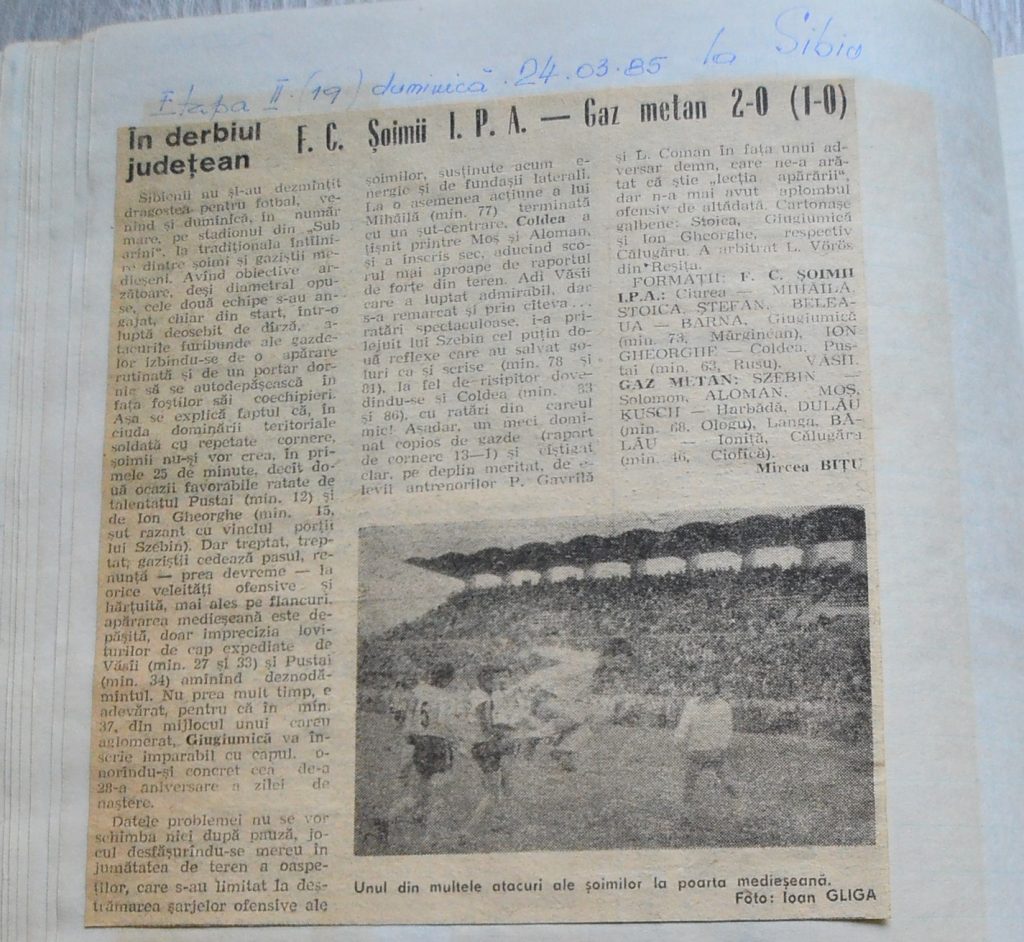 Etapa II (19) duminică 24.03.85 la Sibiu
În derbiul
județean
F. C. Șoimii I. P. A. — Gaz metan 2-0 (1-0)
Sibienii nu și-au dezmințit
dragostea pentru fotbal, ve-
nind și duminică, în număr
mare, pe stadionul din „Sub
arini", la tradiționala întîlni-
re dintre șoimi și gaziștii me-
dieșeni. Avînd obiective ar-
zătoare, deși diametral opu-
se, cele două echipe s-au an-
gajat, chiar din start, într-o
luptă deosebit de dîrză, a-
tacurile furibunde ale gazde-
lor izbindu-se de o apărare
rutinată și de un portar dor-
nic să se autodepășească în
fața foștilor săi coechipieri.
Așa se explică faptul că, în
ciuda dominării teritoriale
soldată cu repetate cornere,
șoimii nu-și vor crea, în pri-
mele 25 de minute, decît do-
uă ocazii favorabile ratate de
talentatul Pustai (min. 12) și
de Ion Gheorghe (min. 15,
șut razant cu vinclul porții
lui Szebin). Dar treptat, trep-
tat, gaziștii cedează pasul, re-
nunță — prea devreme — la
orice veleități ofensive și
hărțuită, mai ales pe flancuri,
apărarea medieșeană este de-
pășită, doar imprecizia lovi-
turilor de cap expediate de
Văsîi (min. 27 și 33) și Pustai
(min. 34) amînînd deznodă-
mîntul. Nu prea mult timp, e
adevărat, pentru că în min.
37, din mijlocul unui careu
aglomerat, Giugiumică va în-
scrie imparabil cu capul, o-
norîndu-și concret cea de-a
28-a aniversare a zilei de
naștere.
Datele problemei nu se vor
schimba nici după pauză, jo-
cul desfășurîndu-se mereu în
jumătatea de teren a oaspe-
ților, care s-au limitat la des-
trămarea șarjelor ofensive ale
șoimilor, susținute acum e-
nergic și de fundașii laterali.
La o asemenea acțiune a lui
Mihăilă (min. 77) terminată
cu un șut-centrare, Coldea a
țîșnit printre Moș și Aloman,
și a înscris sec, aducînd sco-
rul mai aproape de raportul
de forțe din teren. Adi Văsîi
care a luptat admirabil, dar
s-a remarcat și prin cîteva...
ratări spectaculoase, i-a pri-
lejuit lui Szebin cel puțin do-
uă reflexe care au salvat go-
luri ca și scrise (min. 78 și
81), la fel de risipitor dove-
dindu-se și Coldea (min. 33
și 86), cu ratări din careul
mic! Așadar, un meci domi-
nat copios de gazde (raport
de cornere 13—1) și cîștigat
clar, pe deplin meritat, de e-
levii antrenorilor P. Gavrilă
și L. Coman în fața unui ad-
versar demn, care ne-a ară-
tat că știe „lecția apărării",
dar n-a mai avut aplombul
ofensiv de altădată. Cartonașe
galbene: Stoica, Giugiumică
și Ion Gheorghe, respectiv
Călugăru. A arbitrat L. Vörös
din Reșița.
FORMAȚII: F. C. ȘOIMII
I.P.A.: Ciurea — MIHĂILĂ,
STOICA, ȘTEFAN, BELEA-
UA — BARNA, Giugiumică
(min. 73, Mărginean), ION
GHEORGHE — Coldea, Pus-
tai (min. 63, Rusu), VĂSÎI.
GAZ METAN: SZEBIN —
Solomon, ALOMAN, MOȘ,
KUSCH — Harbădă, DULĂU
(min. 68, Ologu), Langa, BĂ-
LĂU — Ioniță, Călugăru
(min. 46, Ciofică).
Mircea BIȚU
5
Unul din multele atacuri ale șoimilor la poarta medieșeană.
Foto: Ioan GLIGA